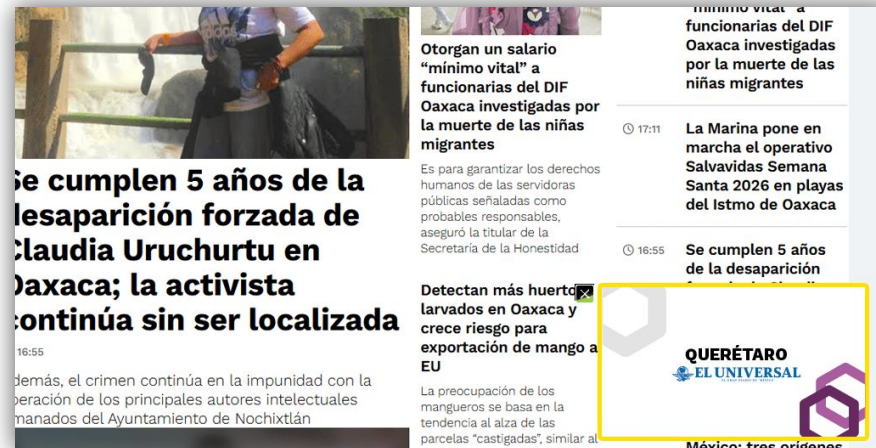 Se cumplen 5 años de la
desaparición forzada de
Claudia Uruchurtu en
Oaxaca; la activista
continúa sin ser localizada
16:55
demás, el crimen continúa en la impunidad con la
peración de los principales autores intelectuales
manados del Ayuntamiento de Nochixtlán
adidas
Otorgan un salario
“mínimo vital” a
funcionarias del DIF
Oaxaca investigadas por
la muerte de las niñas
migrantes
Es para garantizar los derechos
humanos de las servidoras
públicas señaladas como
probables responsables,
aseguró la titular de la
Secretaría de la Honestidad
Detectan más huertos
larvados en Oaxaca y
crece riesgo para
exportación de mango a
EU
La preocupación de los
mangueros se basa en la
tendencia al alza de las
parcelas “castigadas”, similar al
“mínimo vital” a
funcionarias del DIF
Oaxaca investigadas
por la muerte de las
niñas migrantes
17:11
La Marina pone en
marcha el operativo
Salvavidas Semana
Santa 2026 en playas
del Istmo de Oaxaca
16:55
Se cumplen 5 años
de la desaparición
QUERÉTARO
EL UNIVERSAL
México: tres orígenes